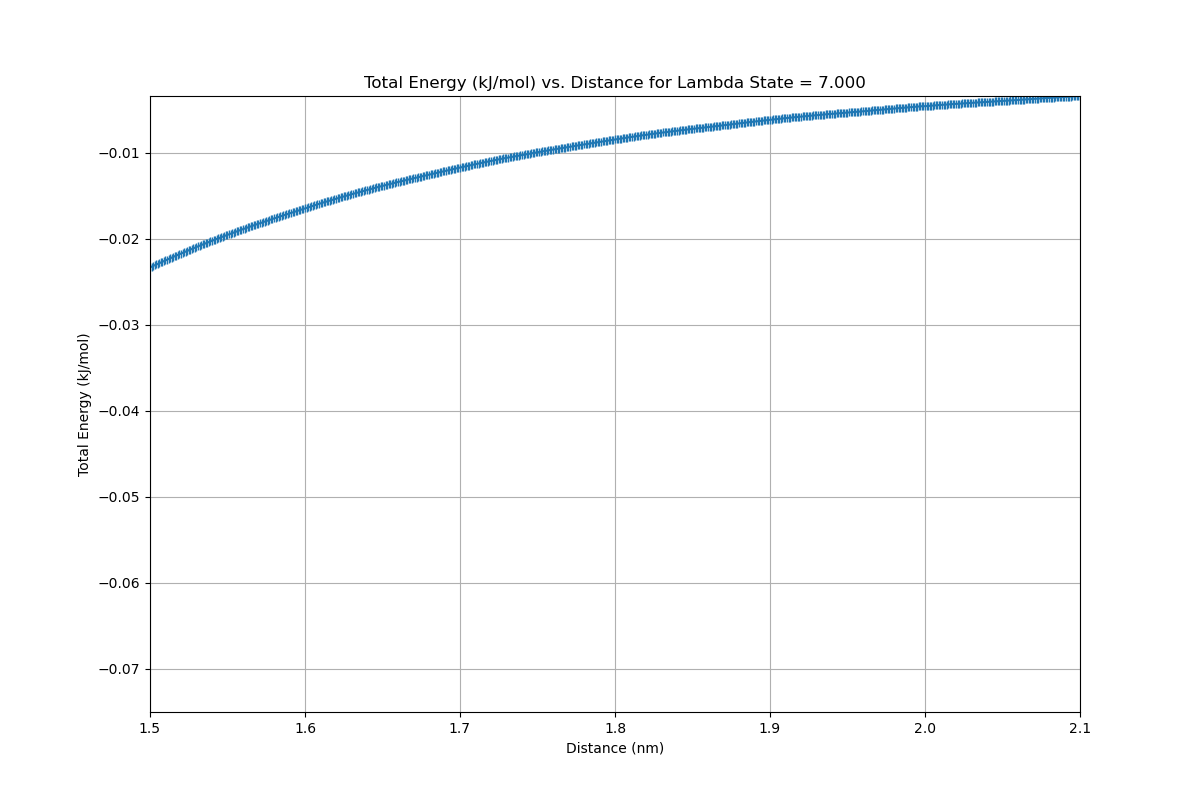 Total Energy (kJ/mol) vs. Distance for Lambda State = 7.000
−0.01
−0.02
−0.03
−0.04
−0.05
−0.06
−0.07
Total Energy (kJ/mol)
1.5 1.6 1.7 1.8 1.9 2.0 2.1
Distance (nm)